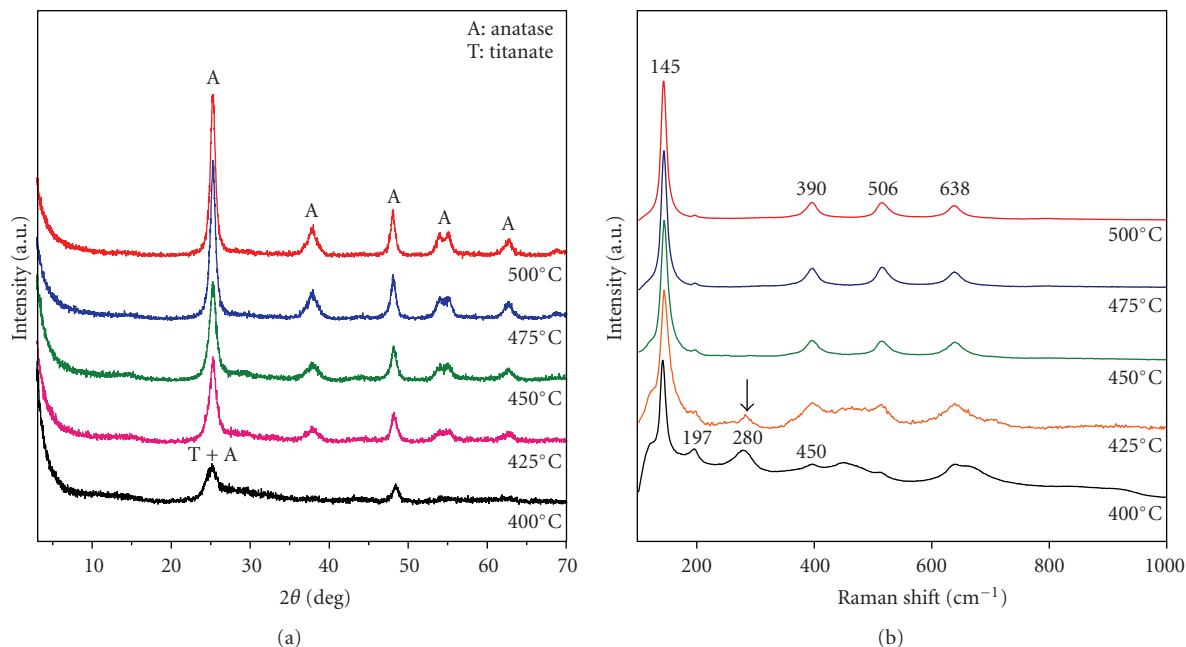 A: anatase
T: titanate
A
A
A
A
A
500°C
475°C
450°C
425°C
T + A
400°C
Intensity (a.u.)
10 20 30 40 50 60 70
2θ (deg)
(a)
145
390 506 638
500°C
475°C
450°C
425°C
197 280 450
400°C
Intensity (a.u.)
200 400 600 800 1000
Raman shift (cm−1)
(b)